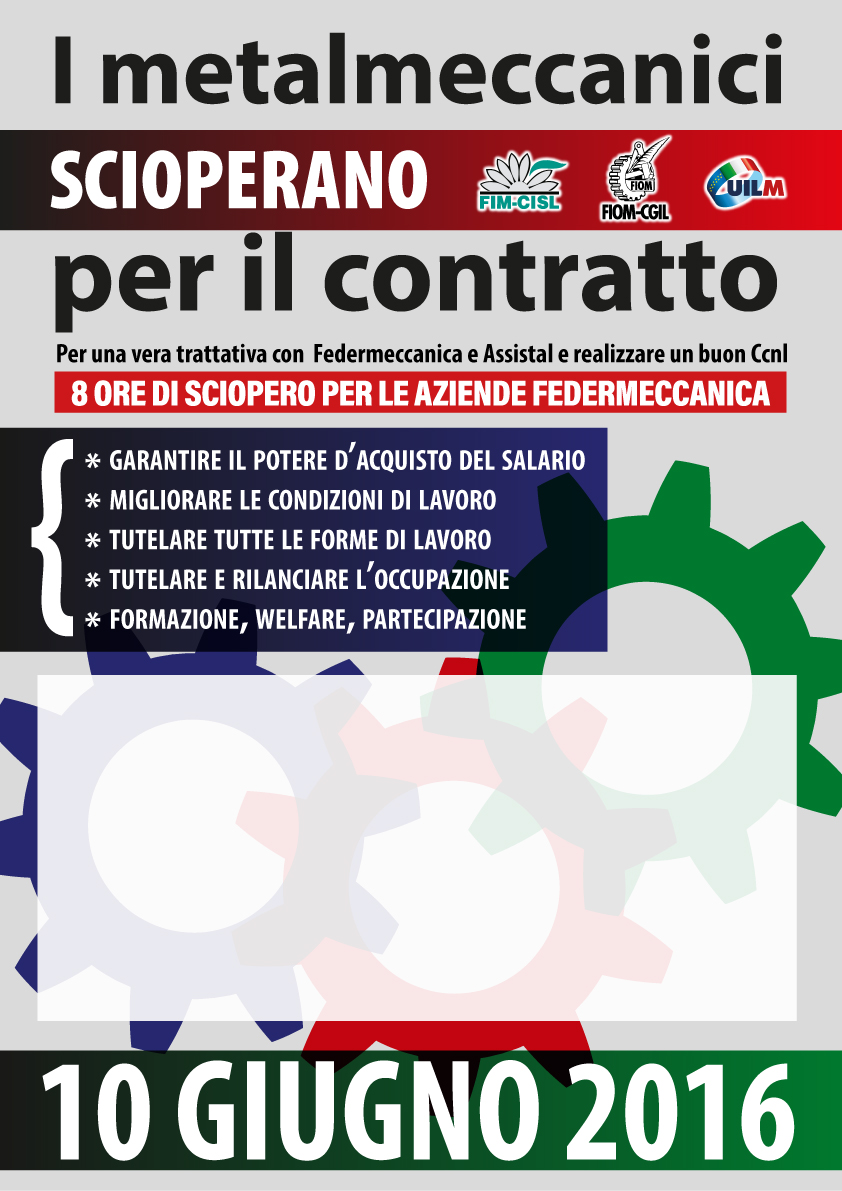 I metalmeccanici
SCIOPERANO
FIM-CISL
FIOM
FIOM-CGIL
UILM
per il contratto
Per una vera trattativa con Federmeccanica e Assistal e realizzare un buon Ccnl
8 ORE DI SCIOPERO PER LE AZIENDE FEDERMECCANICA
* GARANTIRE IL POTERE D'ACQUISTO DEL SALARIO
* MIGLIORARE LE CONDIZIONI DI LAVORO
* TUTELARE TUTTE LE FORME DI LAVORO
* TUTELARE E RILANCIARE L'OCCUPAZIONE
* FORMAZIONE, WELFARE, PARTECIPAZIONE
10 GIUGNO 2016